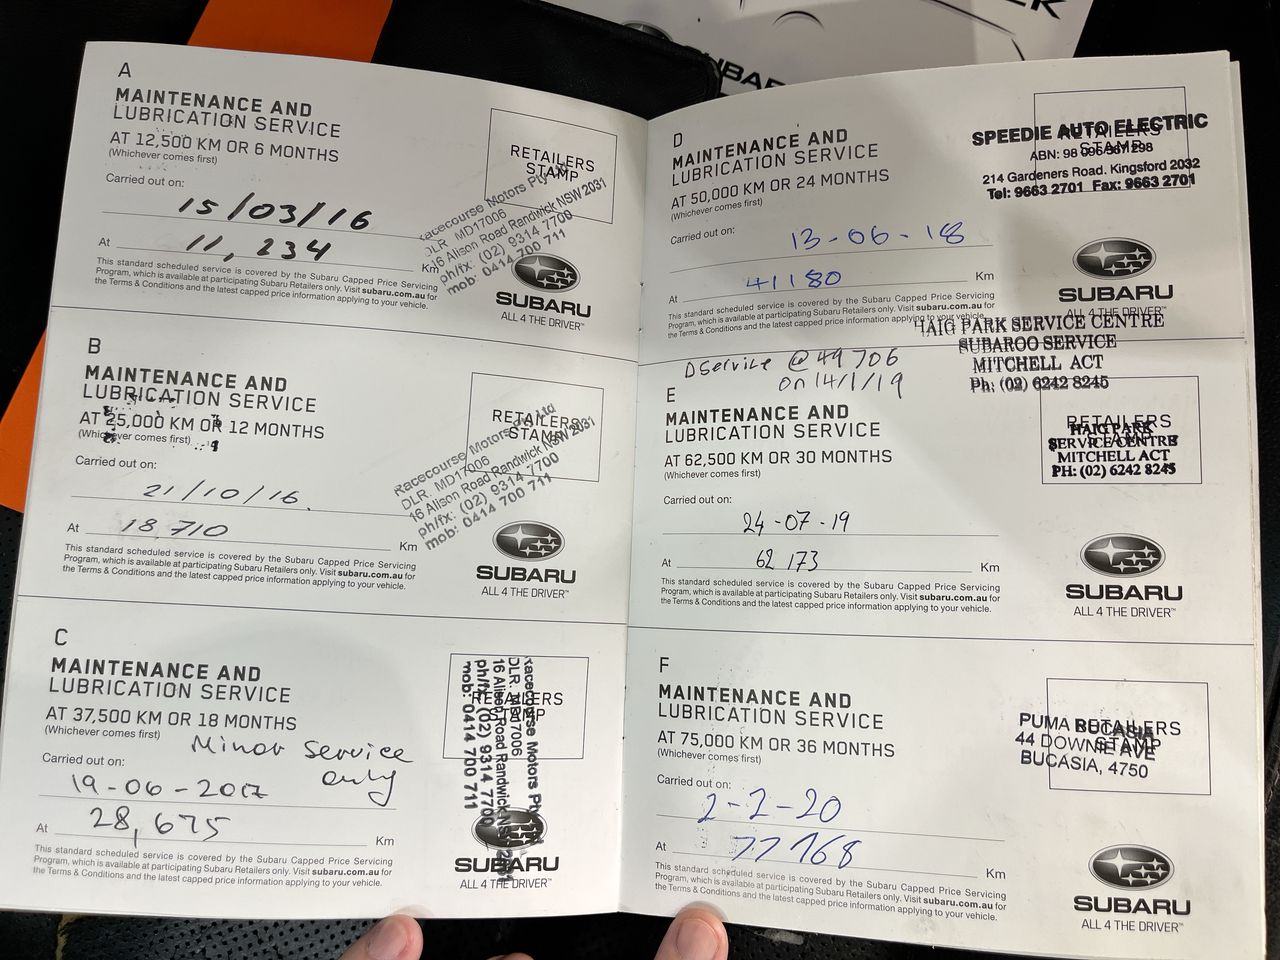 A
MAINTENANCE AND
LUBRICATION SERVICE
AT 12,500 KM OR 6 MONTHS
(Whichever comes first)
Carried out on:
15/03/16
At 11,234 Km
This standard scheduled service is covered by the Subaru Capped Price Servicing
Program, which is available at participating Subaru Retailers only. Visit subaru.com.au for
the Terms & Conditions and the latest capped price information applying to your vehicle.
RETAILERS
STAMP
Racecourse Motors Pty Ltd
DLR. MD17006
16 Alison Road Randwick NSW 2031
ph/fx: (02) 9314 7700
mob: 0414 700 711
SUBARU
ALL 4 THE DRIVER™
B
MAINTENANCE AND
LUBRICATION SERVICE
AT 25,000 KM OR 12 MONTHS
(Whichever comes first)
Carried out on:
21/10/16.
At 18,710 Km
This standard scheduled service is covered by the Subaru Capped Price Servicing
Program, which is available at participating Subaru Retailers only. Visit subaru.com.au for
the Terms & Conditions and the latest capped price information applying to your vehicle.
RETAILERS
STAMP
Racecourse Motors Pty Ltd
DLR. MD17006
16 Alison Road Randwick NSW 2031
ph/fx: (02) 9314 7700
mob: 0414 700 711
SUBARU
ALL 4 THE DRIVER™
C
MAINTENANCE AND
LUBRICATION SERVICE
AT 37,500 KM OR 18 MONTHS
(Whichever comes first)
Minor Service
only
Carried out on:
19-06-2017
At 28,675 Km
This standard scheduled service is covered by the Subaru Capped Price Servicing
Program, which is available at participating Subaru Retailers only. Visit subaru.com.au for
the Terms & Conditions and the latest capped price information applying to your vehicle.
RETAILERS
STAMP
Racecourse Motors Pty
DLR. MD17006
16 Alison Road Randwick NSW 2031
ph/fx: (02) 9314 7700
mob: 0414 700 711
SUBARU
ALL 4 THE DRIVER™
D
MAINTENANCE AND
LUBRICATION SERVICE
AT 50,000 KM OR 24 MONTHS
(Whichever comes first)
Carried out on:
13-06-18
At 41180 Km
This standard scheduled service is covered by the Subaru Capped Price Servicing
Program, which is available at participating Subaru Retailers only. Visit subaru.com.au for
the Terms & Conditions and the latest capped price information applying to your vehicle.
RETAILERS
STAMP
SPEEDIE AUTO ELECTRIC
ABN: 98 096 967 298
214 Gardeners Road. Kingsford 2032
Tel: 9663 2701 Fax: 9663 2701
SUBARU
ALL 4 THE DRIVER™
HAIG PARK SERVICE CENTRE
SUBAROO SERVICE
MITCHELL ACT
Ph: (02) 6242 8245
D Service @ 49706
on 14/1/19
E
MAINTENANCE AND
LUBRICATION SERVICE
AT 62,500 KM OR 30 MONTHS
(Whichever comes first)
Carried out on:
24-07-19
At 62173 Km
This standard scheduled service is covered by the Subaru Capped Price Servicing
Program, which is available at participating Subaru Retailers only. Visit subaru.com.au for
the Terms & Conditions and the latest capped price information applying to your vehicle.
RETAILERS
STAMP
HAIG PARK
SERVICE CENTRE
MITCHELL ACT
PH: (02) 6242 8245
SUBARU
ALL 4 THE DRIVER™
F
MAINTENANCE AND
LUBRICATION SERVICE
AT 75,000 KM OR 36 MONTHS
(Whichever comes first)
Carried out on:
2-2-20
At 77168 Km
This standard scheduled service is covered by the Subaru Capped Price Servicing
Program, which is available at participating Subaru Retailers only. Visit subaru.com.au for
the Terms & Conditions and the latest capped price information applying to your vehicle.
RETAILERS
STAMP
PUMA BUCASIA
44 DOWNIE AVE
BUCASIA, 4750
SUBARU
ALL 4 THE DRIVER™